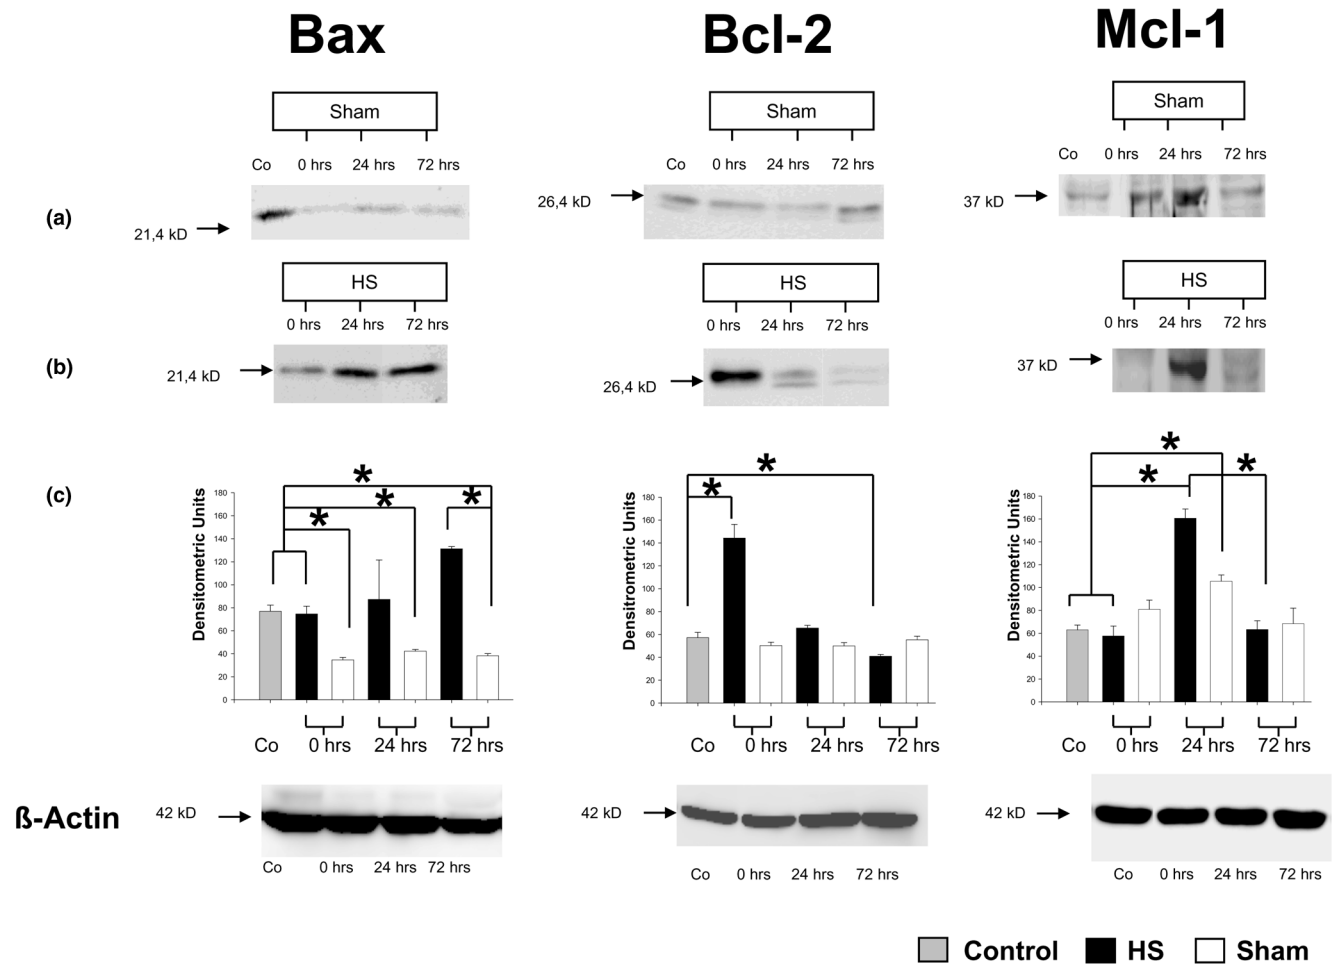 Bax Bcl-2 Mcl-1
Sham Sham Sham
Co 0 hrs 24 hrs 72 hrs Co 0 hrs 24 hrs 72 hrs Co 0 hrs 24 hrs 72 hrs
(a) 21,4 kD 26,4 kD 37 kD
HS HS HS
0 hrs 24 hrs 72 hrs 0 hrs 24 hrs 72 hrs 0 hrs 24 hrs 72 hrs
(b) 21,4 kD 26,4 kD 37 kD
(c)
* * * *
Densitometric Units
180
160
140
120
100
80
60
40
20
0
Co 0 hrs 24 hrs 72 hrs
* *
Densitrometric Units
180
160
140
120
100
80
60
40
20
0
Co 0 hrs 24 hrs 72 hrs
* * *
Densitometric Units
180
160
140
120
100
80
60
40
20
0
Co 0 hrs 24 hrs 72 hrs
ß-Actin 42 kD 42 kD 42 kD
Co 0 hrs 24 hrs 72 hrs Co 0 hrs 24 hrs 72 hrs Co 0 hrs 24 hrs 72 hrs
Control HS Sham